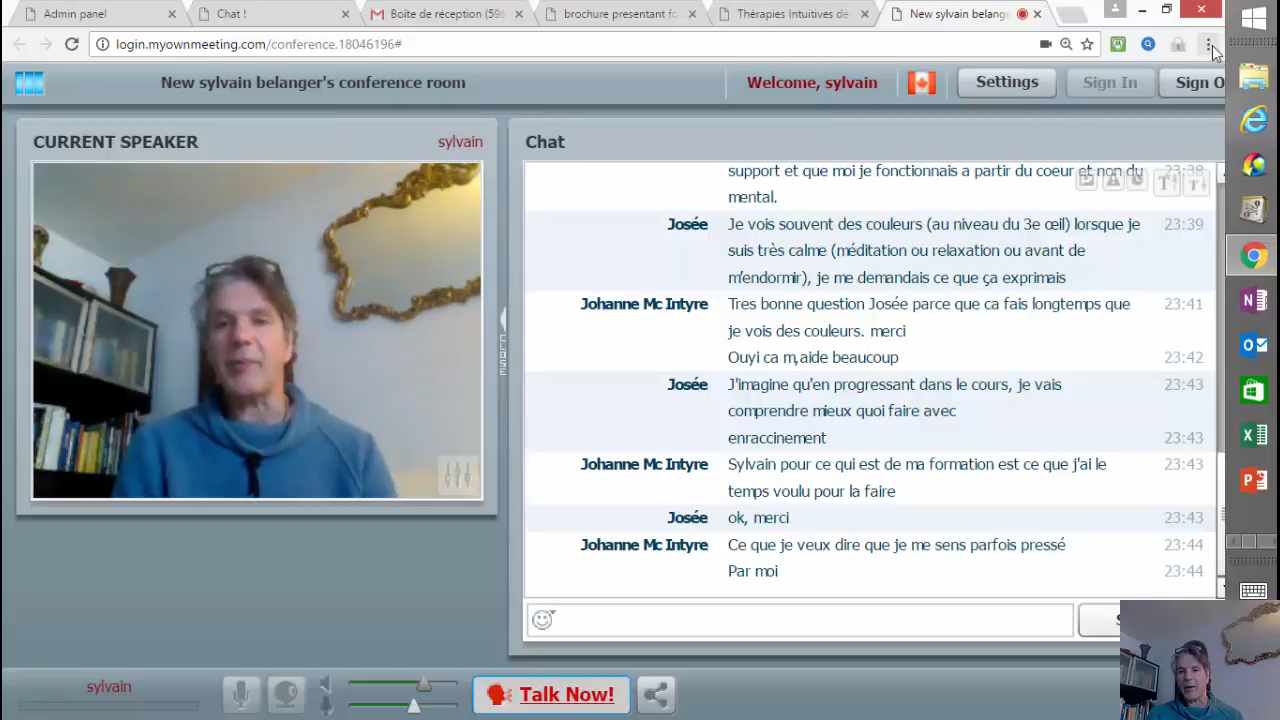 Admin panel
Chat !
Boîte de réception (596
brochure presentant fo
Thérapies Intuitives dé
New sylvain belange
login.myownmeeting.com/conference,18046196#
New sylvain belanger's conference room
Welcome, sylvain
Settings
Sign In
Sign O
CURRENT SPEAKER
sylvain
Chat
support et que moi je fonctionnais a partir du coeur et non du
23:38
mental.
Josée
Je vois souvent des couleurs (au niveau du 3e œil) lorsque je
23:39
suis très calme (méditation ou relaxation ou avant de
m'endormir), je me demandais ce que ça exprimais
Johanne Mc Intyre
Tres bonne question Josée parce que ca fais longtemps que
23:41
je vois des couleurs. merci
Ouyi ca m,aide beaucoup
23:42
Josée
J'imagine qu'en progressant dans le cours, je vais
23:43
comprendre mieux quoi faire avec
enraccinement
23:43
Johanne Mc Intyre
Sylvain pour ce qui est de ma formation est ce que j'ai le
23:43
temps voulu pour la faire
Josée
ok, merci
23:43
Johanne Mc Intyre
Ce que je veux dire que je me sens parfois pressé
23:44
Par moi
23:44
CLOSE
sylvain
Talk Now!